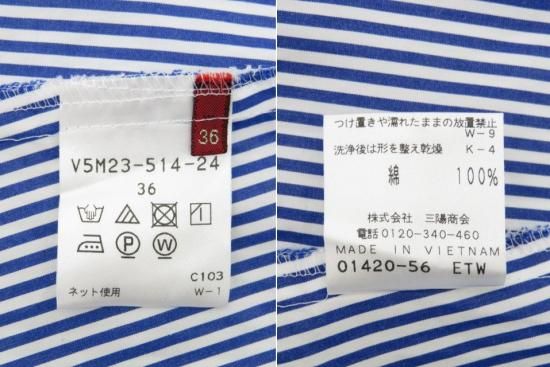 36
V5M23-514-24
36
C103
ネット使用 W-1
つけ置きや濡れたままの放置禁止
W-9
洗浄後は形を整え乾燥 K-4
綿 100%
株式会社 三陽商会
電話0120-340-460
MADE IN VIETNAM
01420-56 ETW